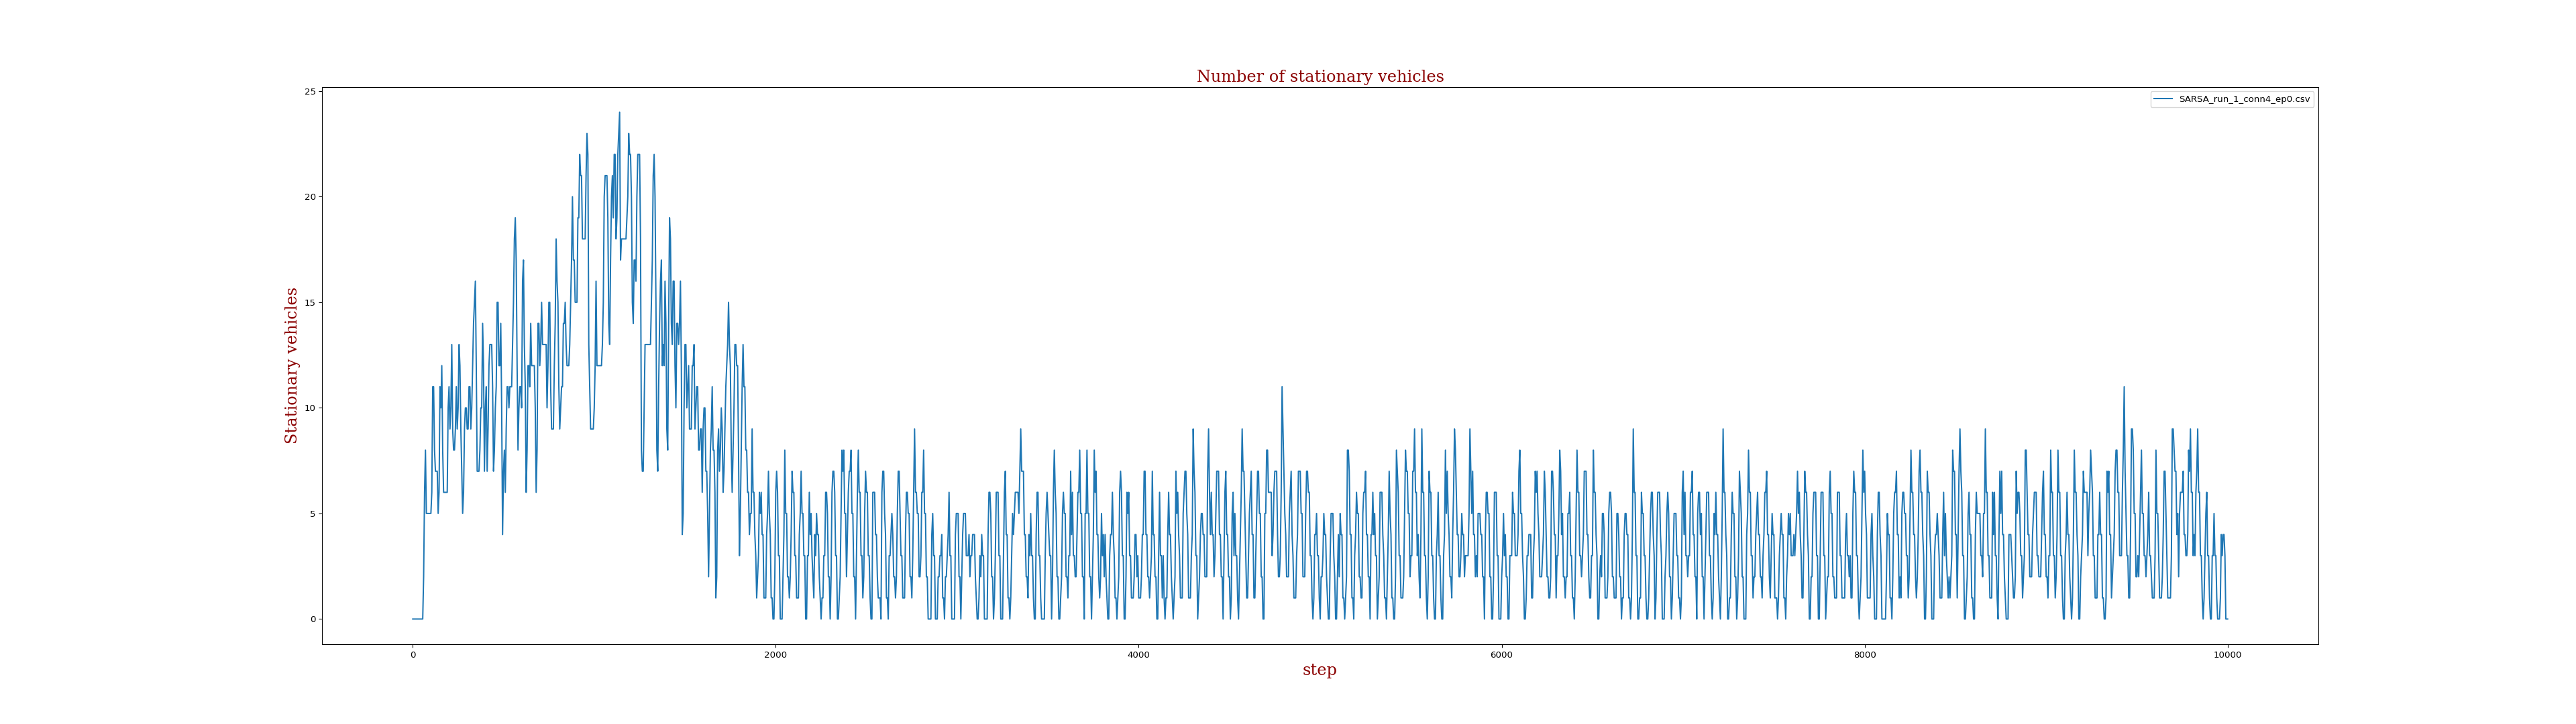 Number of stationary vehicles
SARSA_run_1_conn4_ep0.csv
Stationary vehicles
25
20
15
10
5
0
0 2000 4000 6000 8000 10000
step